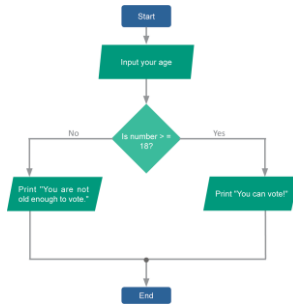 Start
Input your age
Is number > =
18?
No
Yes
Print "You are not
old enough to vote."
Print "You can vote!"
End